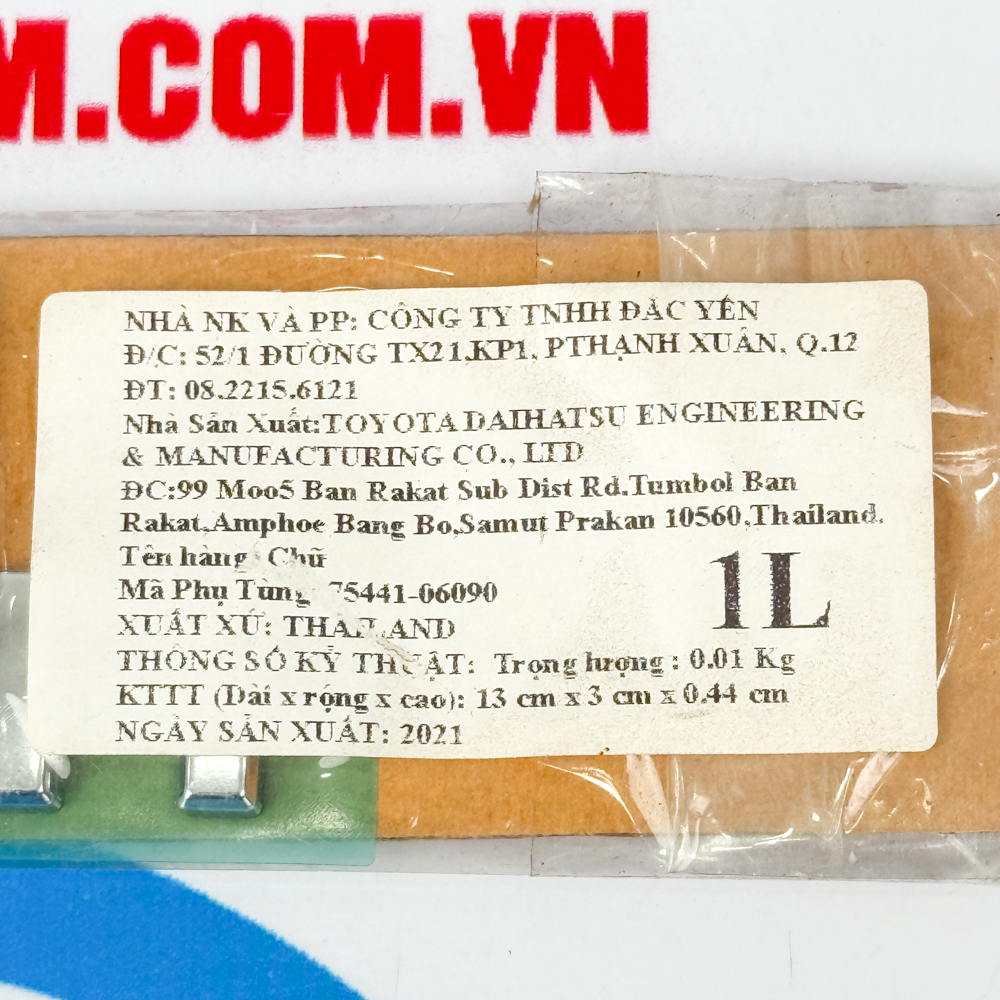 M.COM.VN
NHÀ NK VÀ PP: CÔNG TY TNHH ĐẮC YẾN
Đ/C: 52/1 ĐƯỜNG TX21,KP1, PTHẠNH XUÂN, Q.12
ĐT: 08.2215.6121
Nhà Sản Xuất:TOYOTA DAIHATSU ENGINEERING
& MANUFACTURING CO., LTD
ĐC:99 Moo5 Ban Rakat Sub Dist Rd.Tumbol Ban
Rakat,Amphoe Bang Bo,Samut Prakan 10560,Thailand.
Tên hàng: Chữ
Mã Phụ Tùng 75441-06090
1L
XUẤT XỨ: THAILAND
THÔNG SỐ KỸ THUẬT: Trọng lượng : 0.01 Kg
KTTT (Dài x rộng x cao): 13 cm x 3 cm x 0.44 cm
NGÀY SẢN XUẤT: 2021